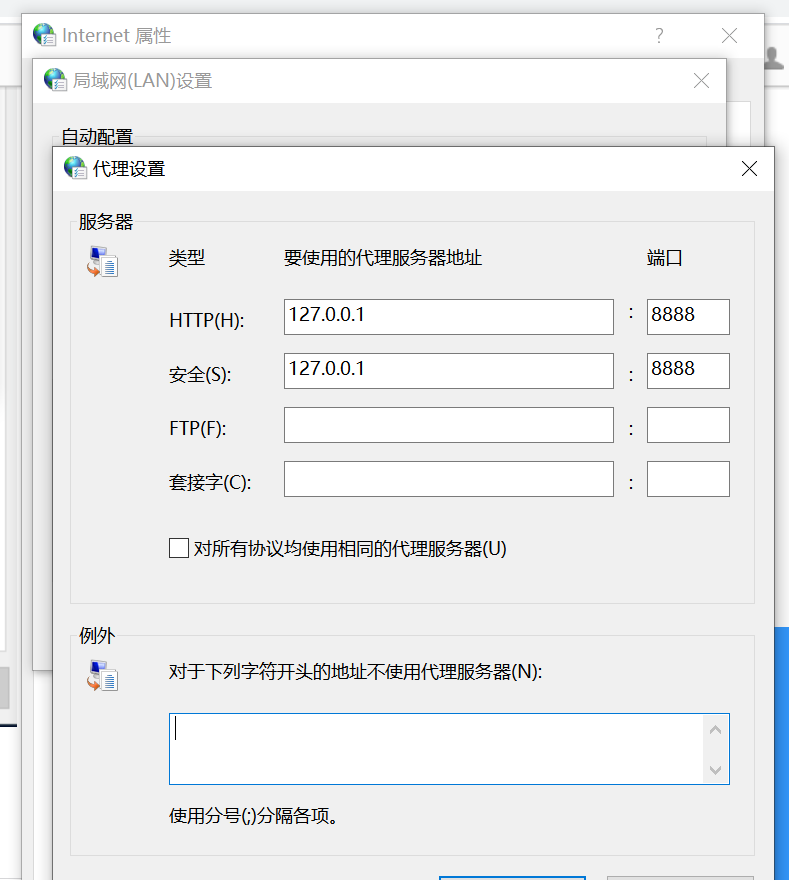 Internet 属性
局域网(LAN)设置
自动配置
代理设置
服务器
类型 要使用的代理服务器地址 端口
HTTP(H): 127.0.0.1 : 8888
安全(S): 127.0.0.1 : 8888
FTP(F): :
套接字(C): :
对所有协议均使用相同的代理服务器(U)
例外
对于下列字符开头的地址不使用代理服务器(N):
使用分号(;)分隔各项。